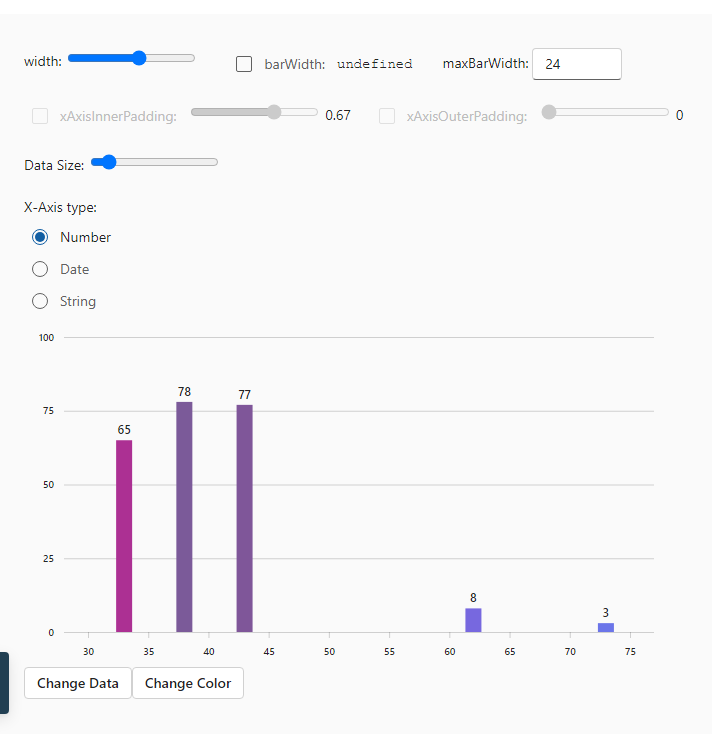 width: barWidth: undefined maxBarWidth: 24
xAxisInnerPadding: 0.67 xAxisOuterPadding: 0
Data Size:
X-Axis type:
Number
Date
String
100
78
77
75
65
50
25
8
3
0
30 35 40 45 50 55 60 65 70 75
Change Data Change Color